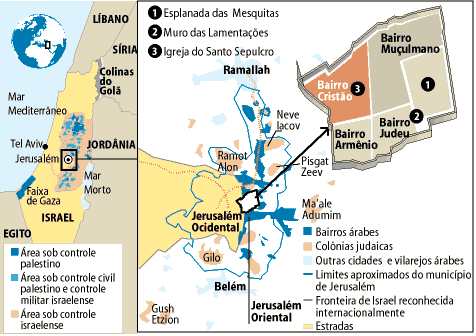 LÍBANO
SÍRIA
Colinas
do
Golã
Mar
Mediterrâneo
Tel Aviv
Jerusalém
JORDÂNIA
Mar
Morto
Faixa
de Gaza
ISRAEL
EGITO
Área sob controle
palestino
Área sob controle civil
palestino e controle
militar israelense
Área sob controle
israelense
1 Esplanada das Mesquitas
2 Muro das Lamentações
3 Igreja do Santo Sepulcro
Ramallah
Neve
Iacov
Ramot
Alon
Pisgat
Zeev
Ma'ale
Adumim
Jerusalém
Ocidental
Gilo
Belém
Gush
Etzion
Jerusalém
Oriental
Bairro
Muçulmano
Bairro
Cristão
3
1
2
Bairro
Judeu
Bairro
Armênio
Bairros árabes
Colônias judaicas
Outras cidades e vilarejos árabes
Limites aproximados do município
de Jerusalém
Fronteira de Israel reconhecida
internacionalmente
Estradas